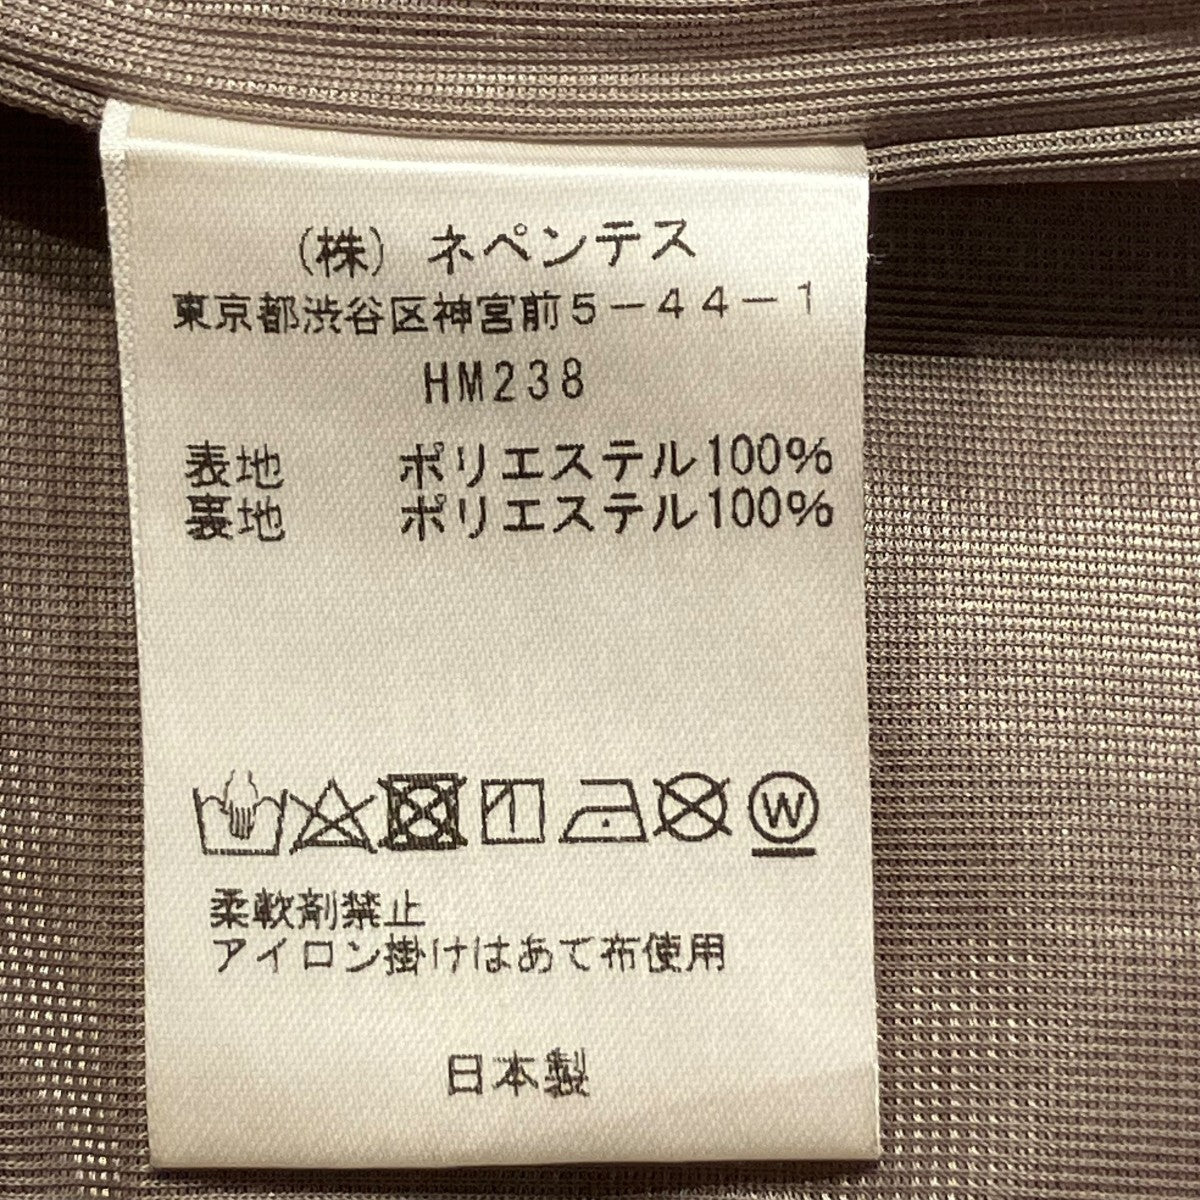 (株) ネペンテス
東京都渋谷区神宮前5－44－1
HM238
表地 ポリエステル100%
裏地 ポリエステル100%
W
柔軟剤禁止
アイロン掛けはあて布使用
日本製